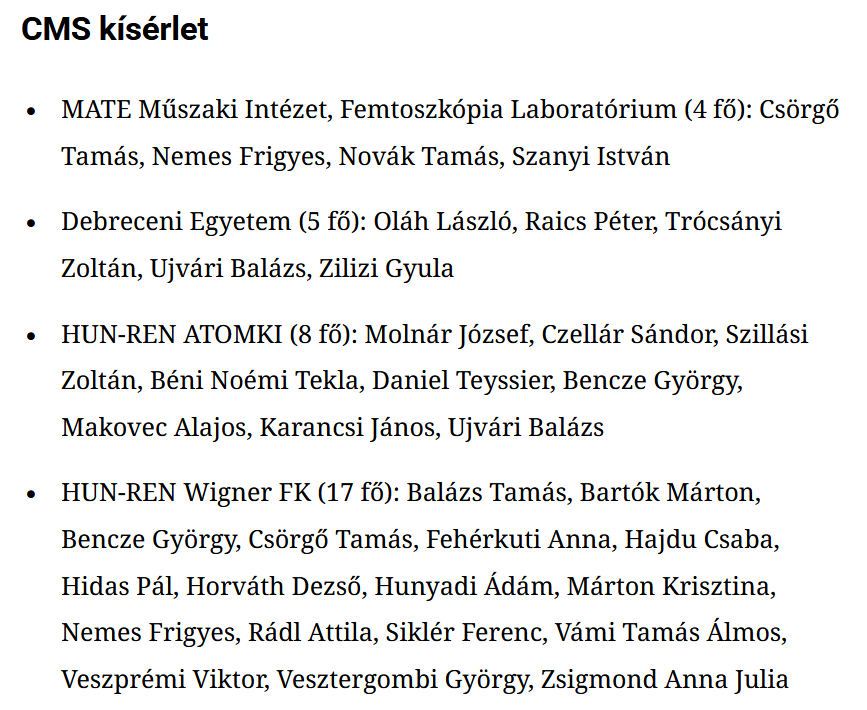 CMS kísérlet
• MATE Műszaki Intézet, Femtoszkópia Laboratórium (4 fő): Csörgő
Tamás, Nemes Frigyes, Novák Tamás, Szanyi István
• Debreceni Egyetem (5 fő): Oláh László, Raics Péter, Trócsányi
Zoltán, Ujvári Balázs, Zilizi Gyula
• HUN-REN ATOMKI (8 fő): Molnár József, Czellár Sándor, Szillási
Zoltán, Béni Noémi Tekla, Daniel Teyssier, Bencze György,
Makovec Alajos, Karancsi János, Ujvári Balázs
• HUN-REN Wigner FK (17 fő): Balázs Tamás, Bartók Márton,
Bencze György, Csörgő Tamás, Fehérkuti Anna, Hajdu Csaba,
Hidas Pál, Horváth Dezső, Hunyadi Ádám, Márton Krisztina,
Nemes Frigyes, Rádl Attila, Siklér Ferenc, Vámi Tamás Álmos,
Veszprémi Viktor, Vesztergombi György, Zsigmond Anna Julia